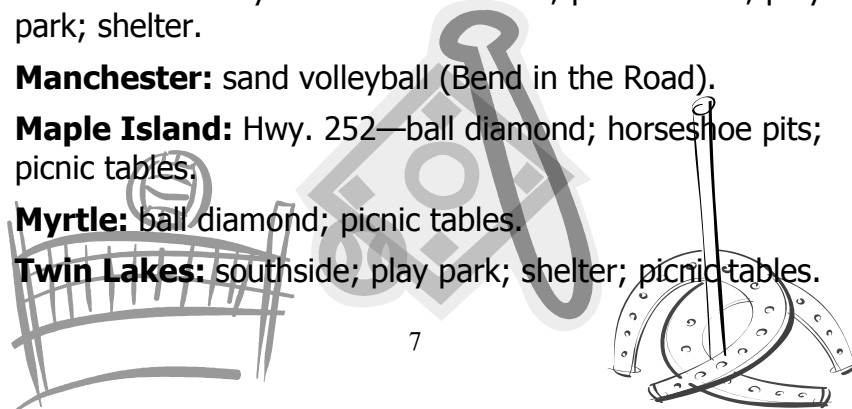 park; shelter.
Manchester: sand volleyball (Bend in the Road).
Maple Island: Hwy. 252—ball diamond; horseshoe pits;
picnic tables.
Myrtle: ball diamond; picnic tables.
Twin Lakes: southside; play park; shelter; picnic tables.
7